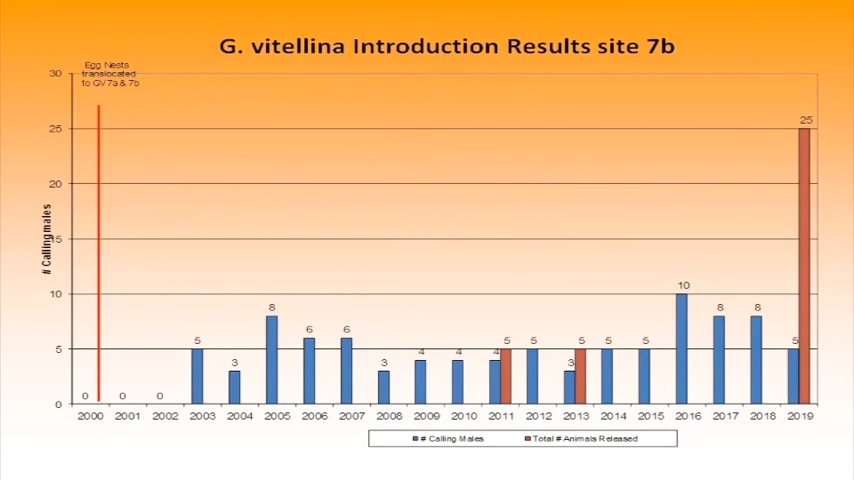 G. vitellina Introduction Results site 7b
Egg Nests
translocated
to GV7a & 7b
# Calling males
30
25
20
15
10
5
0
0 0 0 5 3 8 6 6 3 4 4 4 5 5 3 5 5 5 10 8 8 5 25
2000 2001 2002 2003 2004 2005 2006 2007 2008 2009 2010 2011 2012 2013 2014 2015 2016 2017 2018 2019
# Calling Males Total # Animals Released